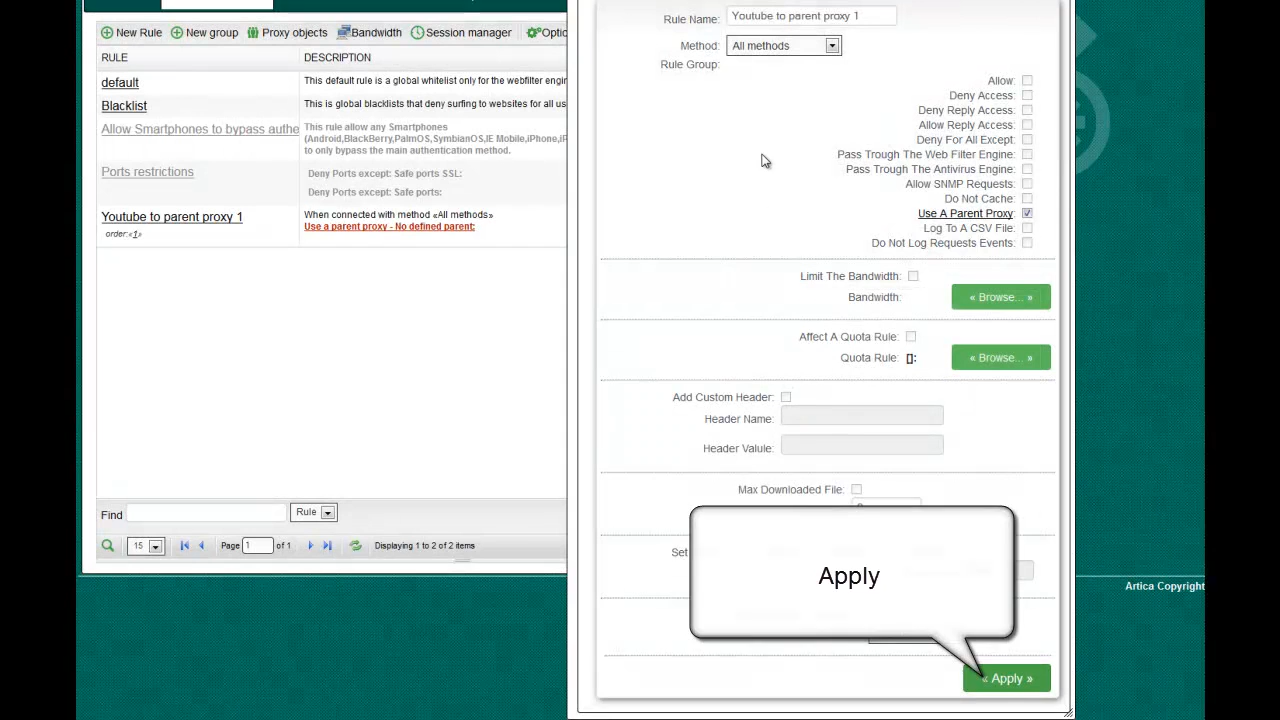 New Rule New group Proxy objects Bandwidth Session manager Optio
RULE DESCRIPTION
default This default rule is a global whitelist only for the webfilter engin
Blacklist This is global blacklists that deny surfing to websites for all us
Allow Smartphones to bypass authe This rule allow any Smartphones
(Android,BlackBerry,PalmOS,SymbianOS,IE Mobile,iPhone,iP
to only bypass the main authentication method.
Ports restrictions Deny Ports except: Safe ports SSL:
Deny Ports except: Safe ports:
Youtube to parent proxy 1 When connected with method «All methods»
order:«1» Use a parent proxy - No defined parent:
Find Rule
15 Page 1 of 1 Displaying 1 to 2 of 2 items
Rule Name: Youtube to parent proxy 1
Method: All methods
Rule Group:
Allow:
Deny Access:
Deny Reply Access:
Allow Reply Access:
Deny For All Except:
Pass Trough The Web Filter Engine:
Pass Trough The Antivirus Engine:
Allow SNMP Requests:
Do Not Cache:
Use A Parent Proxy:
Log To A CSV File:
Do Not Log Requests Events:
Limit The Bandwidth:
Bandwidth: « Browse... »
Affect A Quota Rule:
Quota Rule: []: « Browse... »
Add Custom Header:
Header Name:
Header Valule:
Max Downloaded File:
Set
Apply
« Apply »
Artica Copyright